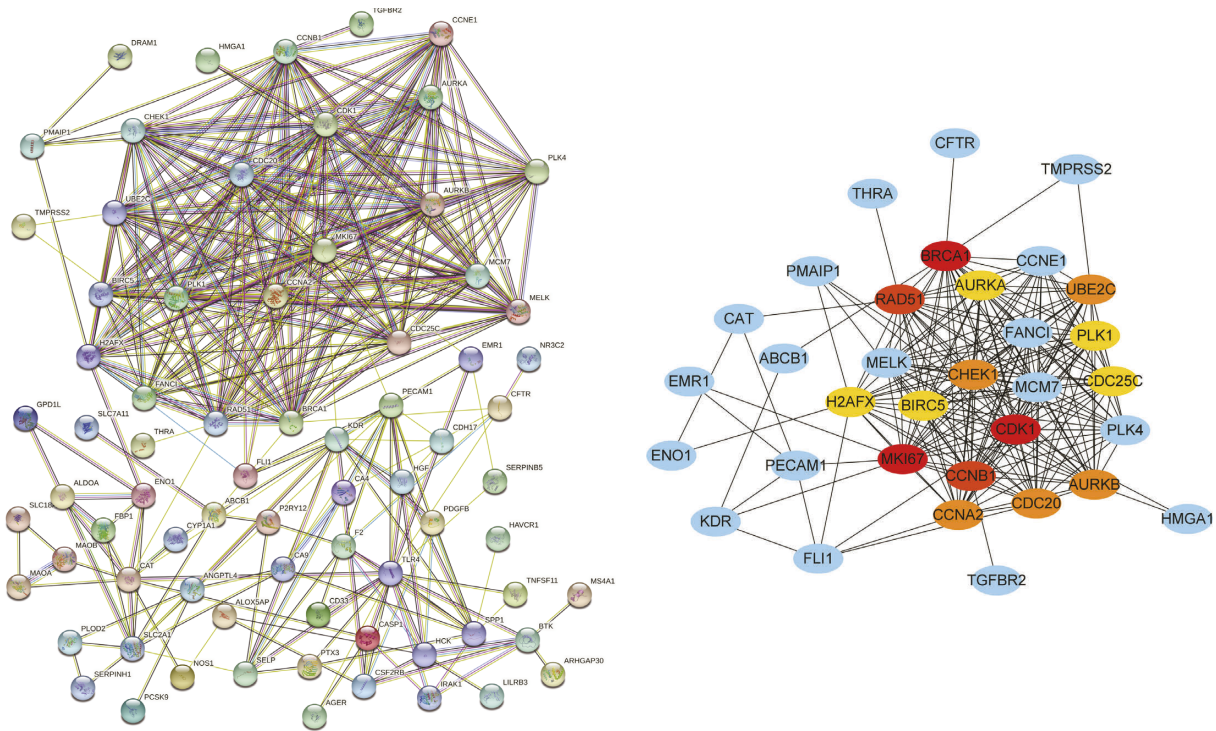 TGFBR2
CCNE1
CCNB1
HMGA1
DRAM1
AURKA
CDK1
CHEK1
PMAIP1
CDC20
PLK4
AURKB
UBE2C
TMPRSS2
MKI67
MCM7
BIRC5
PLK1
CCNA2
MELK
CDC25C
H2AFX
EMR1
NR3C2
FANCI
PECAM1
RAD51
BRCA1
CFTR
GPD1L
SLC7A11
THRA
KDR
CDH17
FLI1
HGF
SERPINB5
ALDOA
ENO1
CA4
SLC18
FBP1
ABCB1
P2RY12
PDGFB
CYP1A1
HAVCR1
MAOB
F2
MAOA
CAT
ANGPTL4
CA9
TLR4
TNFSF11
MS4A1
ALOX5AP
CD33
PLOD2
SLC2A1
CASP1
SPP1
BTK
HCK
NOS1
SELP
PTX3
ARHGAP30
SERPINH1
CSF2RB
IRAK1
LILRB3
PCSK9
AGER
CFTR
TMPRSS2
THRA
BRCA1
CCNE1
PMAIP1
AURKA
UBE2C
RAD51
CAT
FANCI
PLK1
ABCB1
MELK
EMR1
CHEK1
MCM7
CDC25C
H2AFX
BIRC5
CDK1
PLK4
ENO1
PECAM1
MKI67
CCNB1
AURKB
KDR
CCNA2
CDC20
HMGA1
FLI1
TGFBR2